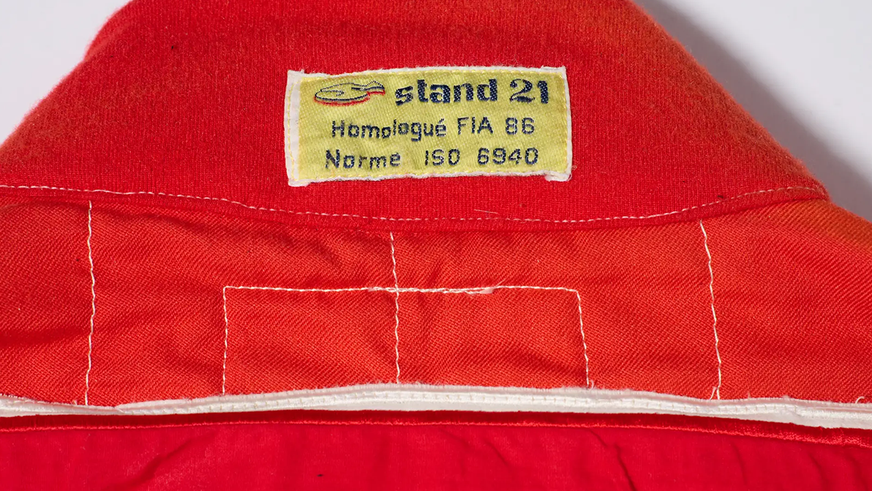 stand 21
Homologué FIA 86
Norme ISO 6940